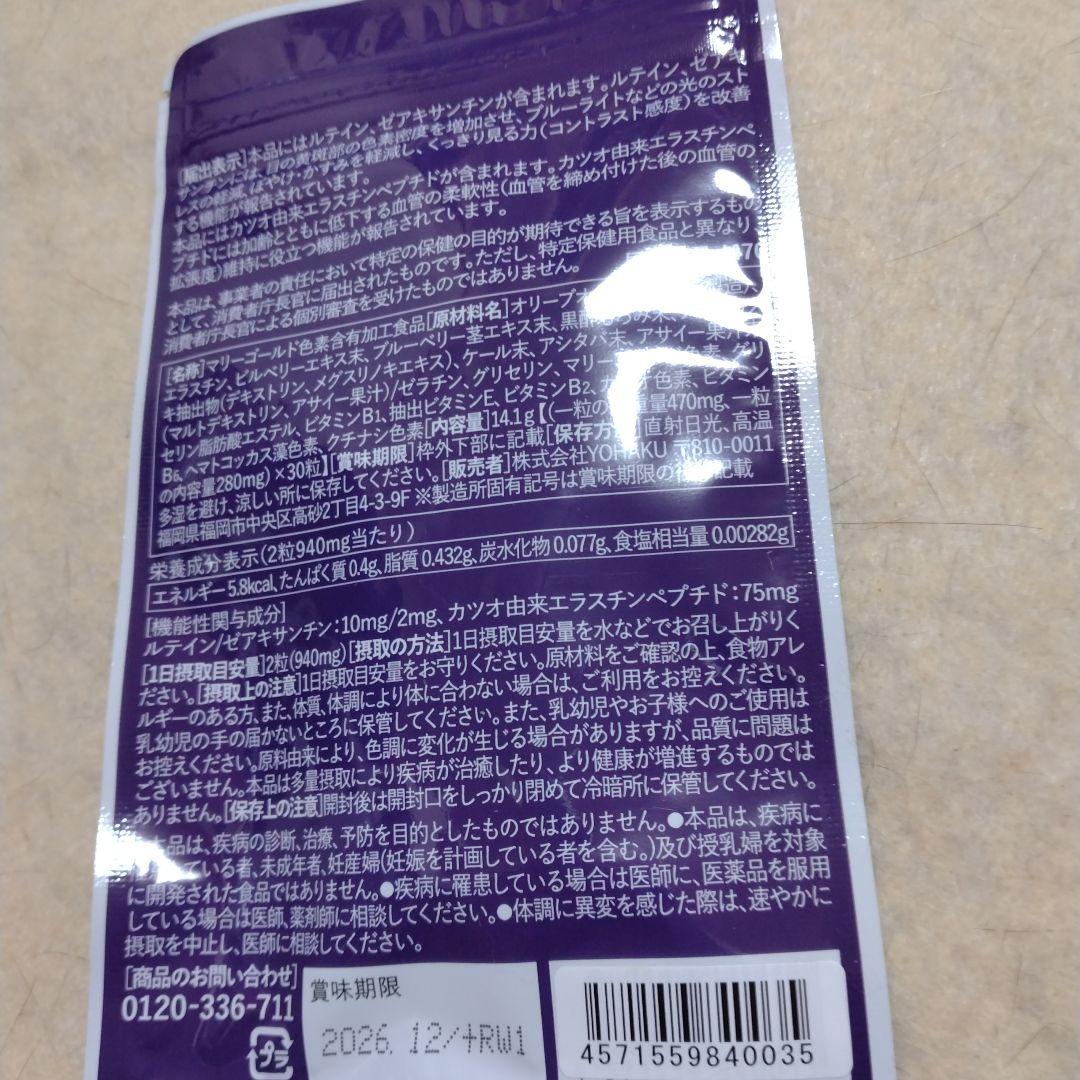 [届出表示]本品にはルテイン、ゼアキサンチンが含まれます。ルテイン、ゼアキ
サンチンには、目の黄斑部の色素密度を増加させ、ブルーライトなどの光のスト
レスの軽減、ぼやけ・かすみを軽減し、くっきり見る力(コントラスト感度)を改善
する機能が報告されています。
本品にはカツオ由来エラスチンペプチドが含まれます。カツオ由来エラスチンペ
プチドには加齢とともに低下する血管の柔軟性(血管を締め付けた後の血管の
拡張度)維持に役立つ機能が報告されています。
本品は、事業者の責任において特定の保健の目的が期待できる旨を表示するもの
として、消費者庁長官に届出されたものです。ただし、特定保健用食品と異なり
消費者庁長官による個別審査を受けたものではありません。
[名称]マリーゴールド色素含有加工食品[原材料名]オリーブオ
エラスチン、ビルベリーエキス末、ブルーベリー茎エキス末、黒酢もろみ末、
キ抽出物(デキストリン、メグスリノキエキス)、ケール末、アシタバ末、アサイー果汁
(マルトデキストリン、アサイー果汁)/ゼラチン、グリセリン、マリー 素、グリ
セリン脂肪酸エステル、ビタミンB1、抽出ビタミンE、ビタミンB2、カカオ色素、ビタミン
B6、ヘマトコッカス藻色素、クチナシ色素[内容量]14.1g【(一粒の 重量470mg、一粒
の内容量280mg)×30粒】[賞味期限]枠外下部に記載[保存方 直射日光、高温
多湿を避け、涼しい所に保存してください。[販売者]株式会社YOHAKU 〒810-0011
福岡県福岡市中央区高砂2丁目4-3-9F ※製造所固有記号は賞味期限の 記載
栄養成分表示(2粒940mg当たり)
エネルギー5.8kcal、たんぱく質0.4g、脂質0.432g、炭水化物0.077g、食塩相当量0.00282g
[機能性関与成分]
ルテイン/ゼアキサンチン:10mg/2mg、カツオ由来エラスチンペプチド:75mg
[1日摂取目安量]2粒(940mg)[摂取の方法]1日摂取目安量を水などでお召し上がりく
ださい。[摂取上の注意]1日摂取目安量をお守りください。原材料をご確認の上、食物アレ
ルギーのある方、また、体質、体調により体に合わない場合は、ご利用をお控えください。
乳幼児の手の届かないところに保管してください。また、乳幼児やお子様へのご使用は
お控えください。原料由来により、色調に変化が生じる場合がありますが、品質に問題は
ございません。本品は多量摂取により疾病が治癒したり、より健康が増進するものでは
ありません。[保存上の注意]開封後は開封口をしっかり閉めて冷暗所に保管してください。
品は、疾病の診断、治療、予防を目的としたものではありません。●本品は、疾病に
ている者、未成年者、妊産婦(妊娠を計画している者を含む。)及び授乳婦を対象
に開発された食品ではありません。●疾病に罹患している場合は医師に、医薬品を服用
している場合は医師、薬剤師に相談してください。●体調に異変を感じた際は、速やかに
摂取を中止し、医師に相談してください。
[商品のお問い合わせ]
0120-336-711
プラ
賞味期限
2026.12/+RW1
4571559840035